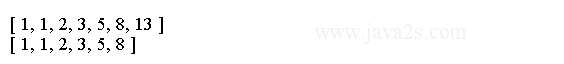 [ 1, 1, 2, 3, 5, 8, 13 ]
www.java2s.com
[ 1, 1, 2, 3, 5, 8 ]